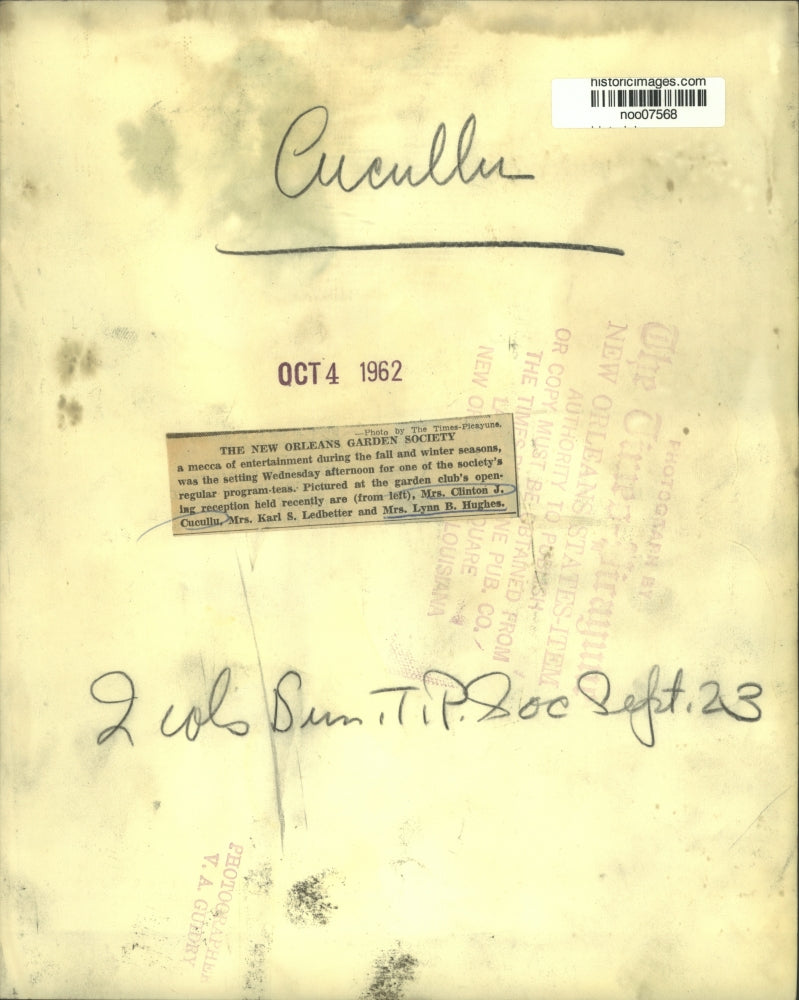 historicimages.com
noo07568
Cucullu
OCT 4 1962
—Photo by The Times-Picayune.
THE NEW ORLEANS GARDEN SOCIETY
a mecca of entertainment during the fall and winter seasons,
was the setting Wednesday afternoon for one of the society's
regular program-teas. Pictured at the garden club's open-
ing reception held recently are (from left), Mrs. Clinton J.
Cucullu, Mrs. Karl S. Ledbetter and Mrs. Lynn B. Hughes.
PHOTOGRAPH BY
The Times-Picayune
NEW ORLEANS STATES-ITEM
AUTHORITY TO PUBLISH
OR COPY MUST BE OBTAINED FROM
THE TIMES PUB. CO.
SQUARE
NEW LOUISIANA
2 cols Sun. T.P. Soc Sept. 23
PHOTOGRAPHER
V. A. GUIDRY